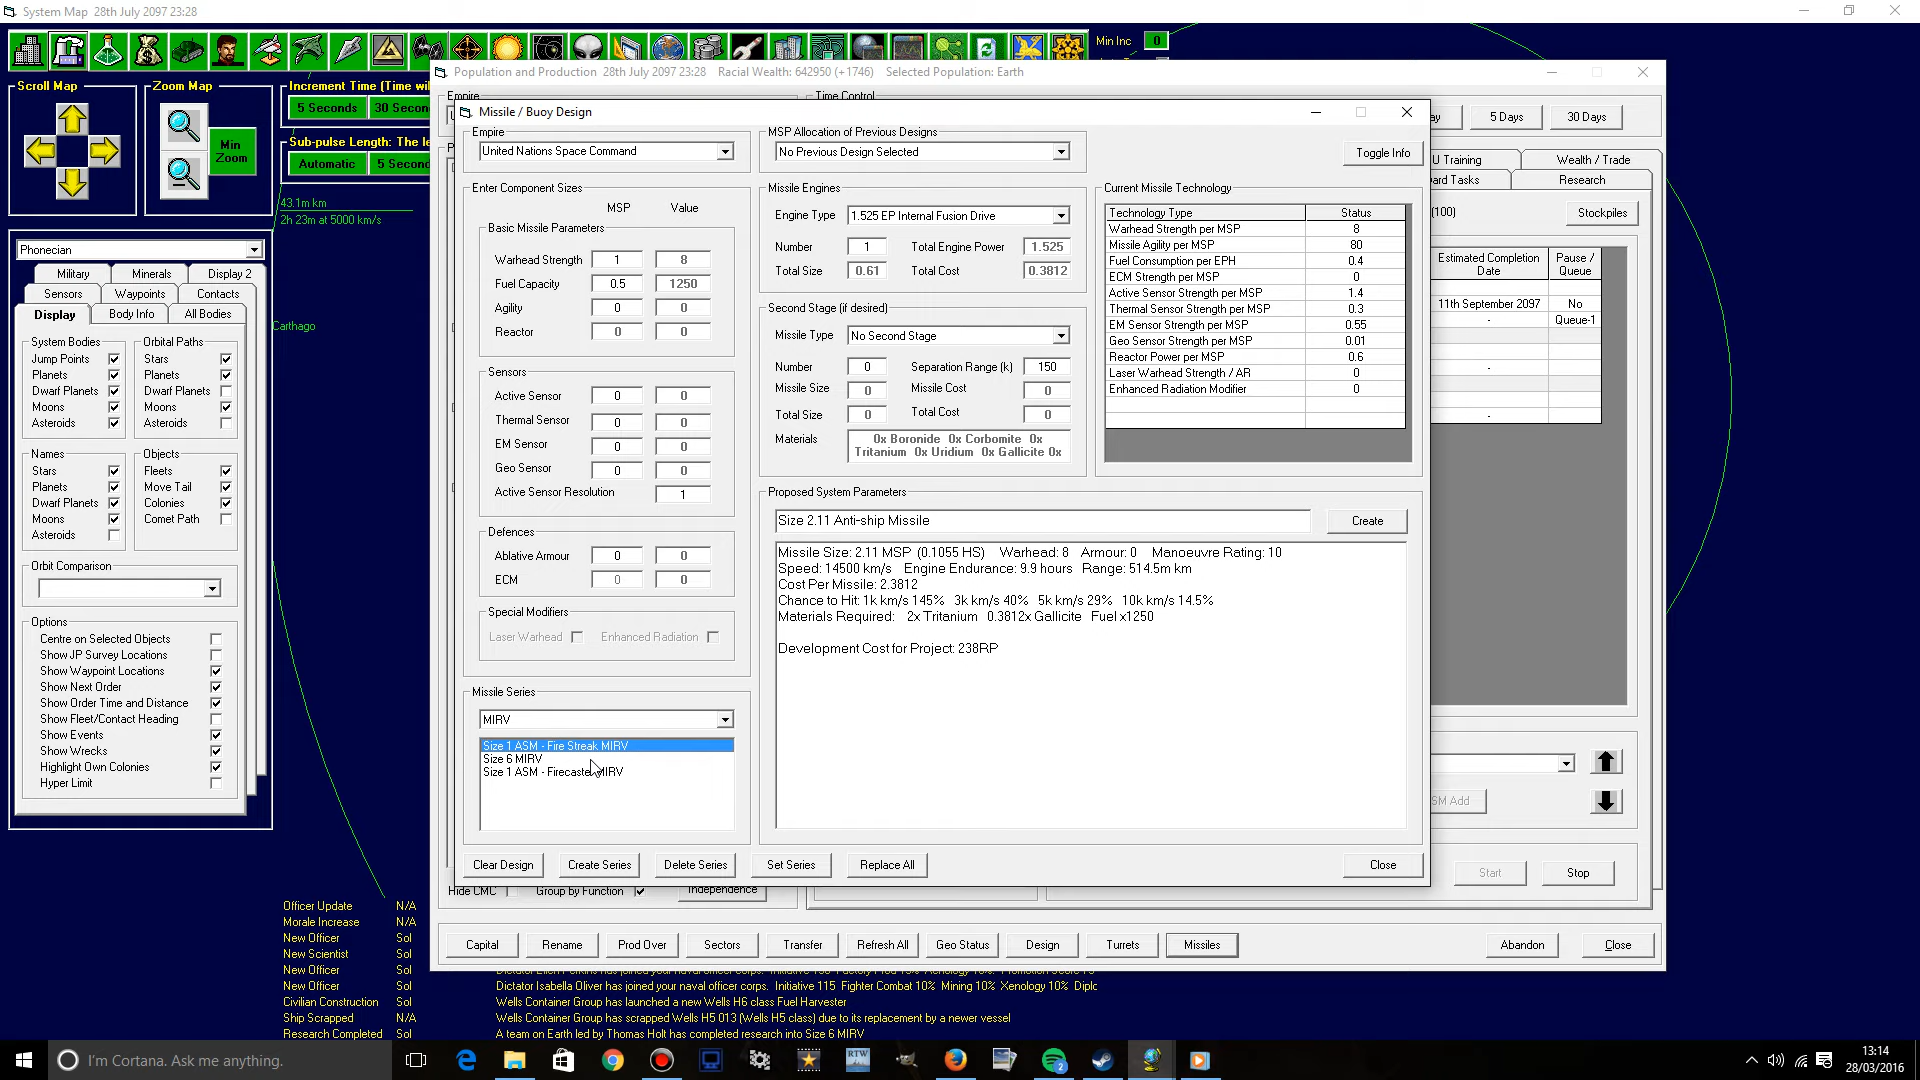 System Map 28th July 2097 23:28
Min Inc 0
Scroll Map
Zoom Map
Min Zoom
Increment Time (Time wil
5 Seconds
30 Secon
Sub-pulse Length: The le
Automatic
5 Second
43.1m km
2h 23m at 5000 km/s
Carthago
Phonecian
Military
Minerals
Display 2
Sensors
Waypoints
Contacts
Display
Body Info
All Bodies
System Bodies
Jump Points
Planets
Dwarf Planets
Moons
Asteroids
Orbital Paths
Stars
Planets
Dwarf Planets
Moons
Asteroids
Names
Stars
Planets
Dwarf Planets
Moons
Asteroids
Objects
Fleets
Move Tail
Colonies
Comet Path
Orbit Comparison
Options
Centre on Selected Objects
Show JP Survey Locations
Show Waypoint Locations
Show Next Order
Show Order Time and Distance
Show Fleet/Contact Heading
Show Events
Show Wrecks
Highlight Own Colonies
Hyper Limit
Population and Production 28th July 2097 23:28 Racial Wealth: 642950 (+1746) Selected Population: Earth
Empire
Time Control
ay
5 Days
30 Days
U Training
Wealth / Trade
ard Tasks
Research
(100)
Stockpiles
Estimated Completion Date
Pause / Queue
11th September 2097 No
- Queue-1
-
-
SM Add
Start
Stop
Missile / Buoy Design
Empire
United Nations Space Command
MSP Allocation of Previous Designs
No Previous Design Selected
Toggle Info
Enter Component Sizes
MSP Value
Basic Missile Parameters
Warhead Strength 1 8
Fuel Capacity 0.5 1250
Agility 0 0
Reactor 0 0
Sensors
Active Sensor 0 0
Thermal Sensor 0 0
EM Sensor 0 0
Geo Sensor 0 0
Active Sensor Resolution 1
Defences
Ablative Armour 0 0
ECM 0 0
Special Modifiers
Laser Warhead
Enhanced Radiation
Missile Series
MIRV
Size 1 ASM - Fire Streak MIRV
Size 6 MIRV
Size 1 ASM - Firecaste MIRV
Missile Engines
Engine Type 1.525 EP Internal Fusion Drive
Number 1 Total Engine Power 1.525
Total Size 0.61 Total Cost 0.3812
Second Stage (if desired)
Missile Type No Second Stage
Number 0 Separation Range (k) 150
Missile Size 0 Missile Cost 0
Total Size 0 Total Cost 0
Materials 0x Boronide 0x Corbomite 0x
Tritanium 0x Uridium 0x Gallicite 0x
Current Missile Technology
Technology Type Status
Warhead Strength per MSP 8
Missile Agility per MSP 80
Fuel Consumption per EPH 0.4
ECM Strength per MSP 0
Active Sensor Strength per MSP 1.4
Thermal Sensor Strength per MSP 0.3
EM Sensor Strength per MSP 0.55
Geo Sensor Strength per MSP 0.01
Reactor Power per MSP 0.6
Laser Warhead Strength / AR 0
Enhanced Radiation Modifier 0
Proposed System Parameters
Size 2.11 Anti-ship Missile
Create
Missile Size: 2.11 MSP (0.1055 HS) Warhead: 8 Armour: 0 Manoeuvre Rating: 10
Speed: 14500 km/s Engine Endurance: 9.9 hours Range: 514.5m km
Cost Per Missile: 2.3812
Chance to Hit: 1k km/s 145% 3k km/s 40% 5k km/s 29% 10k km/s 14.5%
Materials Required: 2x Tritanium 0.3812x Gallicite Fuel x1250
Development Cost for Project: 238RP
Clear Design
Create Series
Delete Series
Set Series
Replace All
Close
Hide CMC
Group by Function
Independence
Capital
Rename
Prod Over
Sectors
Transfer
Refresh All
Geo Status
Design
Turrets
Missiles
Abandon
Close
Officer Update N/A
Morale Increase N/A
New Officer Sol
New Scientist Sol
New Officer Sol
New Officer Sol Dictator Isabella Oliver has joined your naval officer corps. Initiative 115 Fighter Combat 10% Mining 10% Xenology 10% Diplc
Civilian Construction Sol Wells Container Group has launched a new Wells H6 class Fuel Harvester
Ship Scrapped N/A Wells Container Group has scrapped Wells H5 013 (Wells H5 class) due to its replacement by a newer vessel
Research Completed Sol A team on Earth led by Thomas Holt has completed research into Size 6 MIRV
I'm Cortana. Ask me anything.
RTW
2
13:14
28/03/2016